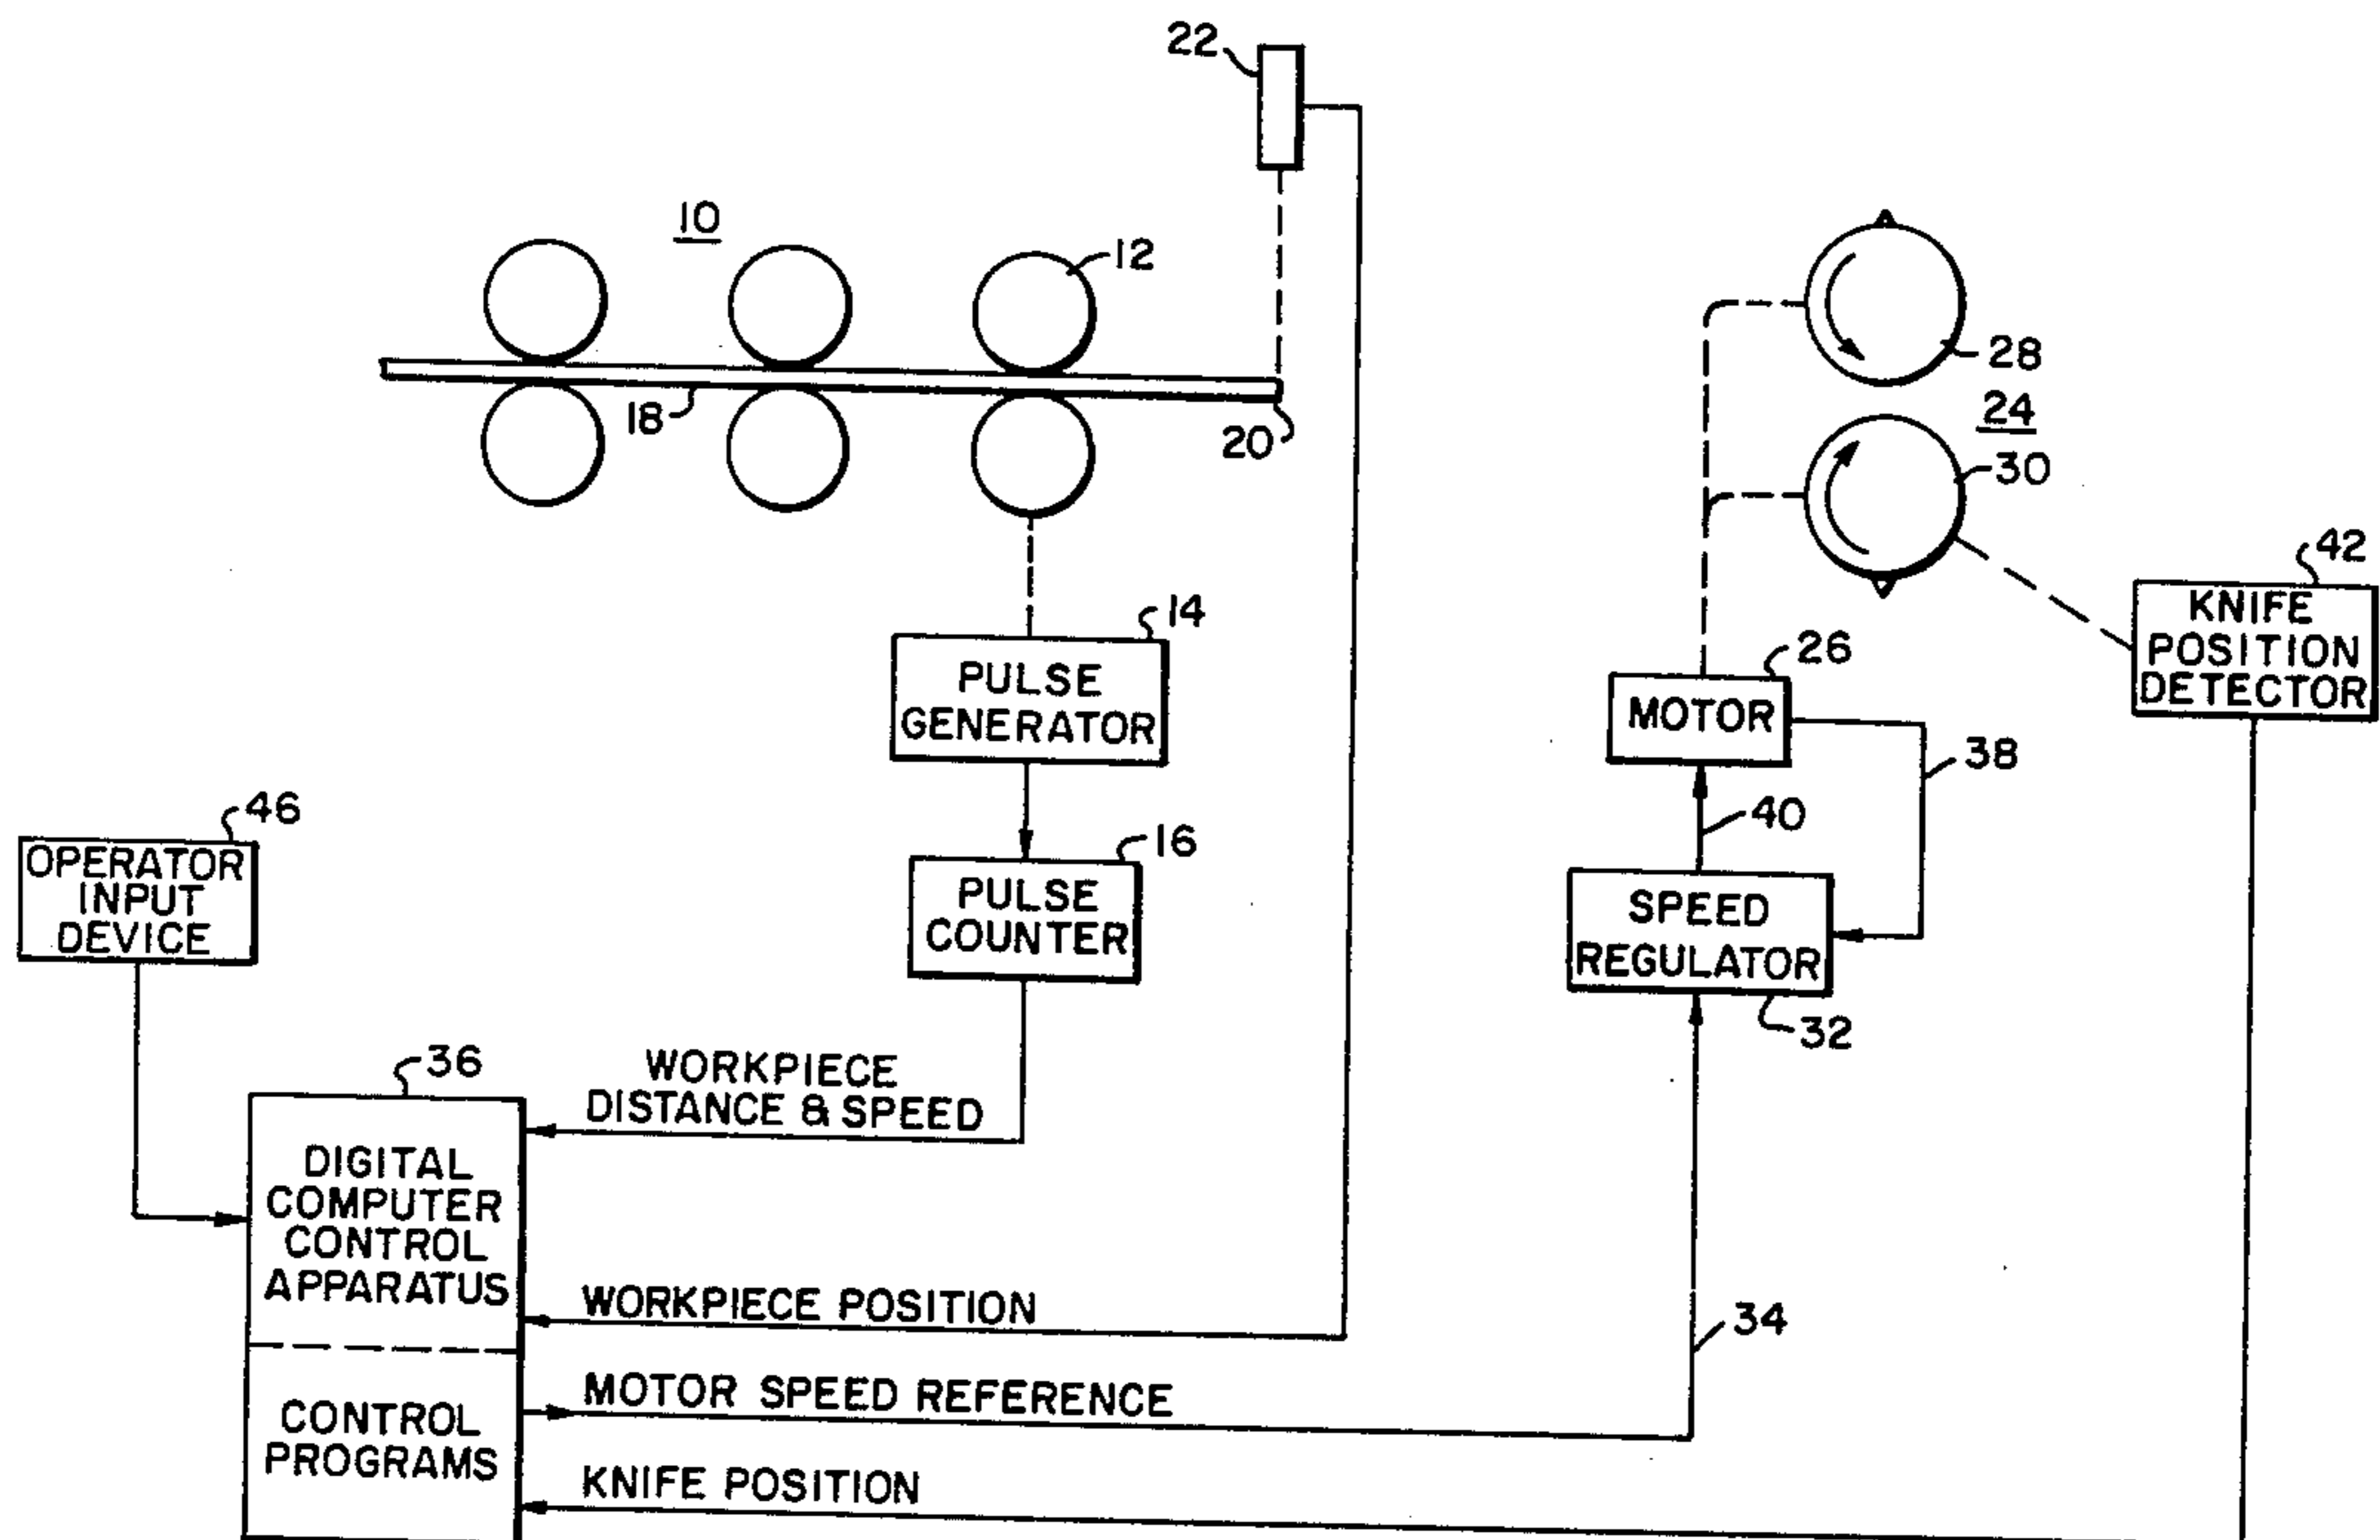 22
10
12
28
18
20
24
30
42
KNIFE
POSITION
DETECTOR
14
PULSE
GENERATOR
26
MOTOR
38
40
46
OPERATOR
INPUT
DEVICE
16
PULSE
COUNTER
SPEED
REGULATOR
32
36
WORKPIECE
DISTANCE & SPEED
DIGITAL
COMPUTER
CONTROL
APPARATUS
WORKPIECE POSITION
34
MOTOR SPEED REFERENCE
CONTROL
PROGRAMS
KNIFE POSITION